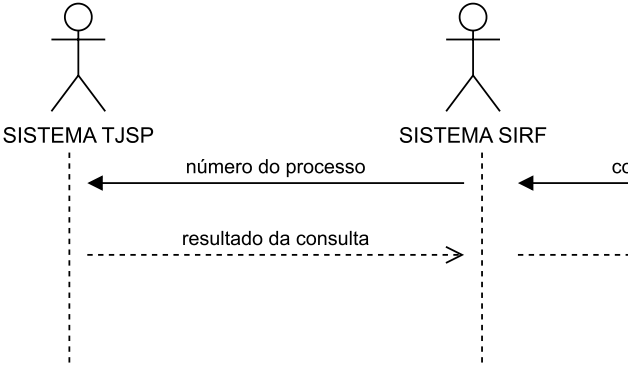 SISTEMA TJSP
SISTEMA SIRF
número do processo
resultado da consulta